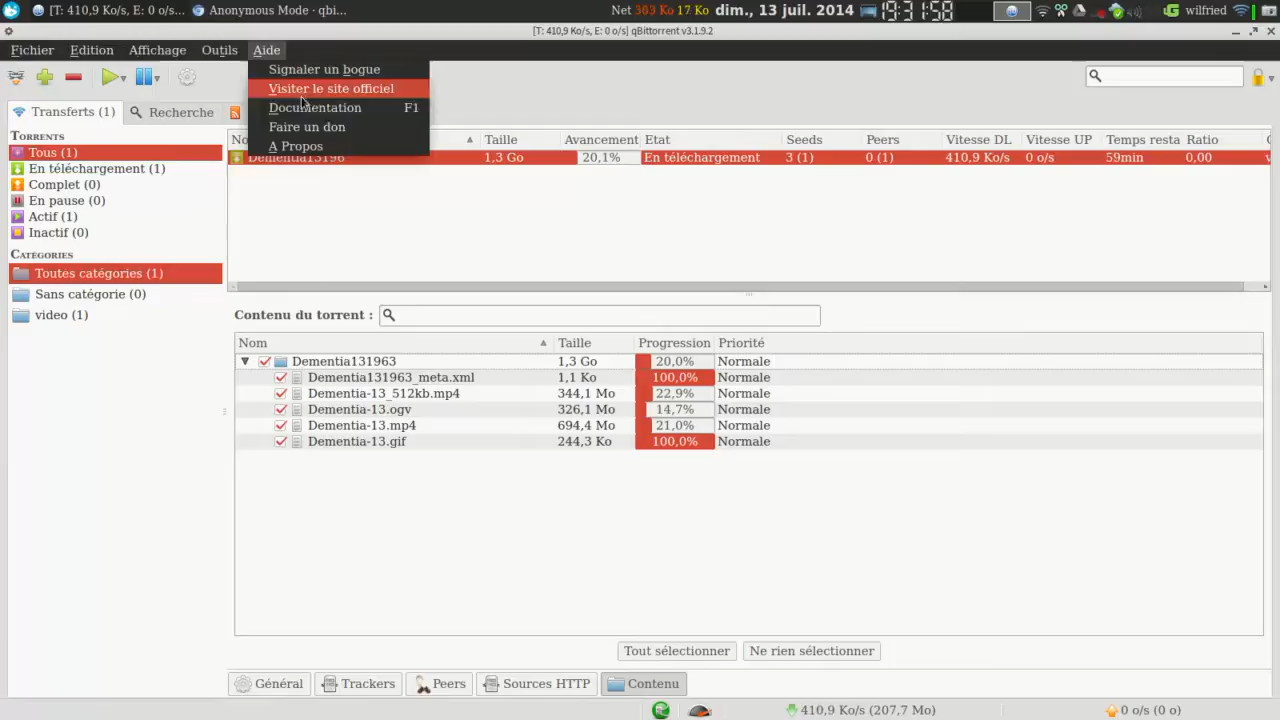 [T: 410,9 Ko/s, E: 0 o/s... Anonymous Mode - qbi... Net 503 Ko 17 Ko dim., 13 juil. 2014 19:31:58 wilfried
[T: 410,9 Ko/s, E: 0 o/s] qBittorrent v3.1.9.2
Fichier Edition Affichage Outils Aide
Signaler un bogue
Visiter le site officiel
Documentation F1
Faire un don
A Propos
Transferts (1) Recherche
TORRENTS
Tous (1)
En téléchargement (1)
Complet (0)
En pause (0)
Actif (1)
Inactif (0)
CATÉGORIES
Toutes catégories (1)
Sans catégorie (0)
video (1)
No Taille Avancement Etat Seeds Peers Vitesse DL Vitesse UP Temps resta Ratio
Dementia13196 1,3 Go 20,1% En téléchargement 3 (1) 0 (1) 410,9 Ko/s 0 o/s 59min 0,00
Contenu du torrent :
Nom Taille Progression Priorité
Dementia131963 1,3 Go 20,0% Normale
Dementia131963_meta.xml 1,1 Ko 100,0% Normale
Dementia-13_512kb.mp4 344,1 Mo 22,9% Normale
Dementia-13.ogv 326,1 Mo 14,7% Normale
Dementia-13.mp4 694,4 Mo 21,0% Normale
Dementia-13.gif 244,3 Ko 100,0% Normale
Tout sélectionner Ne rien sélectionner
Général Trackers Peers Sources HTTP Contenu
410,9 Ko/s (207,7 Mo) 0 o/s (0 o)